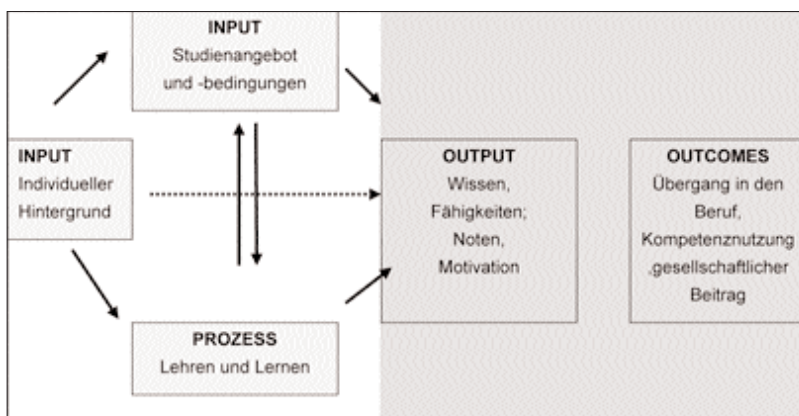 INPUT
Studienangebot
und -bedingungen
INPUT
Individueller
Hintergrund
OUTPUT
Wissen,
Fähigkeiten;
Noten,
Motivation
OUTCOMES
Übergang in den
Beruf,
Kompetenznutzung
,gesellschaftlicher
Beitrag
PROZESS
Lehren und Lernen